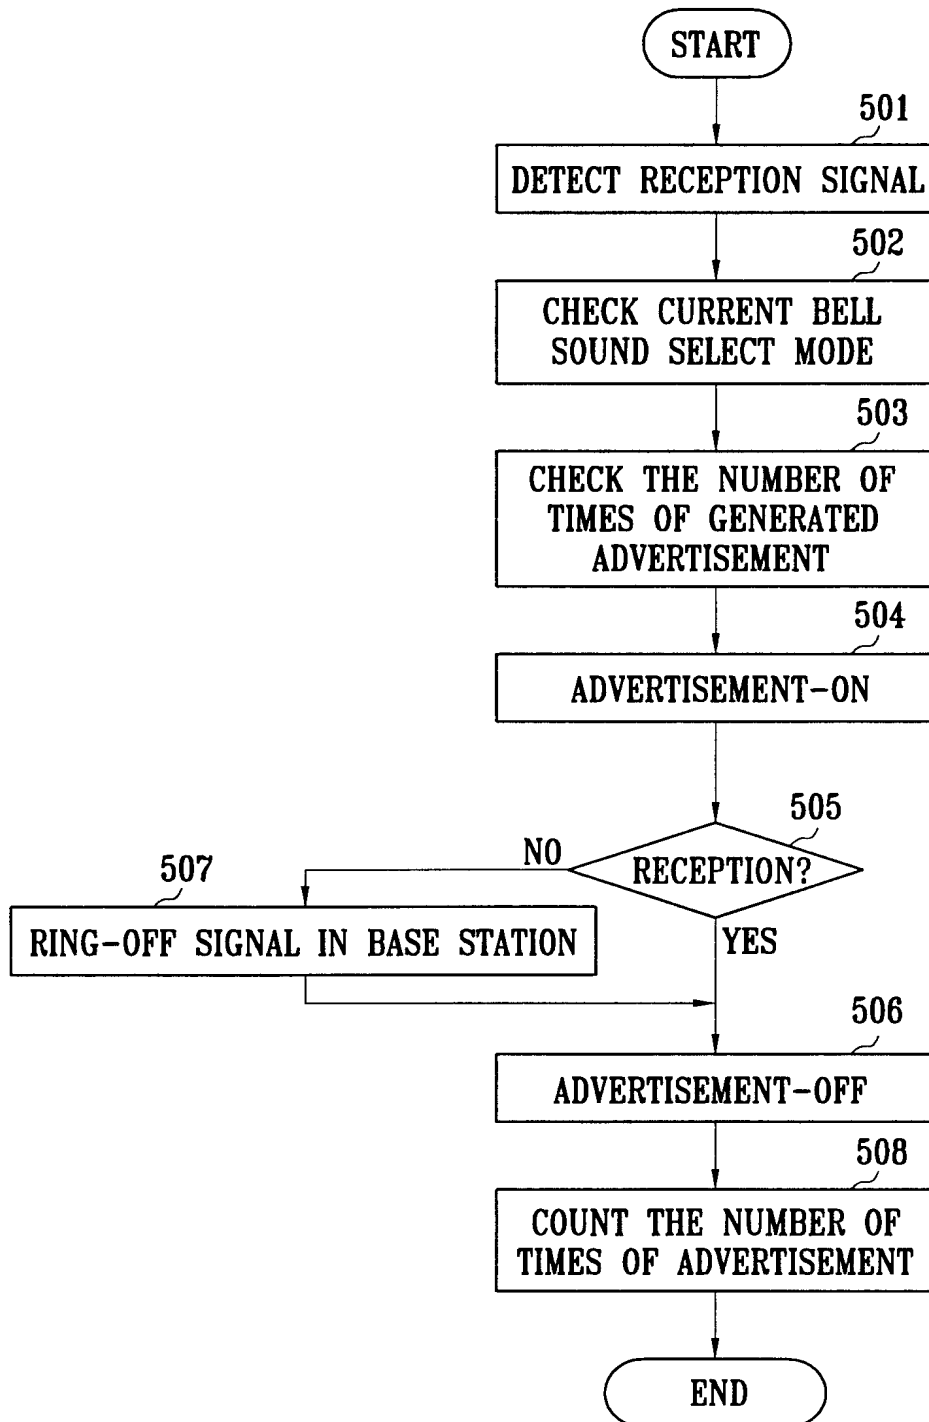 START
501
DETECT RECEPTION SIGNAL
502
CHECK CURRENT BELL
SOUND SELECT MODE
503
CHECK THE NUMBER OF
TIMES OF GENERATED
ADVERTISEMENT
504
ADVERTISEMENT-ON
505
RECEPTION?
NO
507
RING-OFF SIGNAL IN BASE STATION
YES
506
ADVERTISEMENT-OFF
508
COUNT THE NUMBER OF
TIMES OF ADVERTISEMENT
END